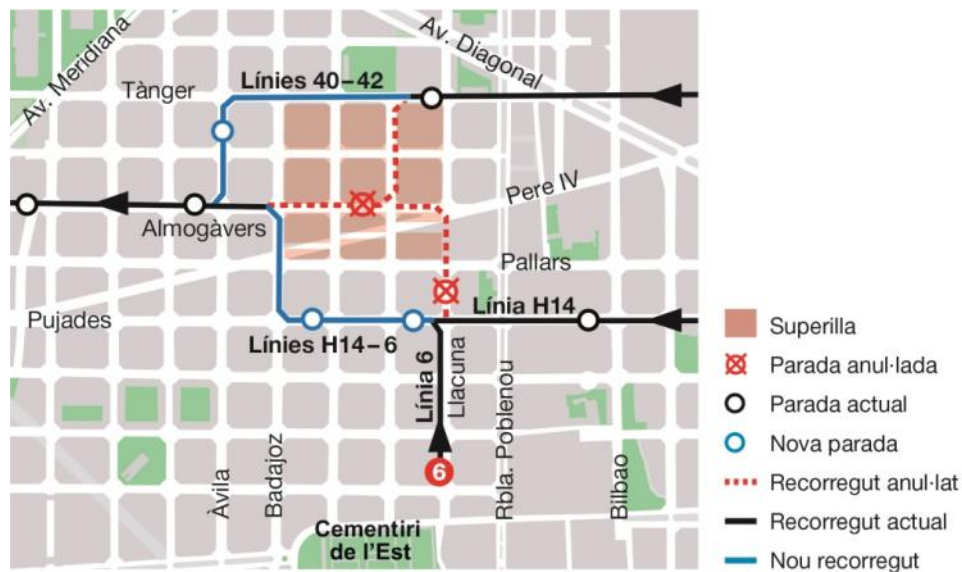 Av. Meridiana
Tànger
Línies 40–42
Av. Diagonal
Pere IV
Almogàvers
Pallars
Pujades
Línies H14–6
Línia H14
Línia 6
Llacuna
6
Àvila
Badajoz
Rbla. Poblenou
Bilbao
Cementiri
de l'Est
Superilla
Parada anul·lada
Parada actual
Nova parada
Recorregut anul·lat
Recorregut actual
Nou recorregut